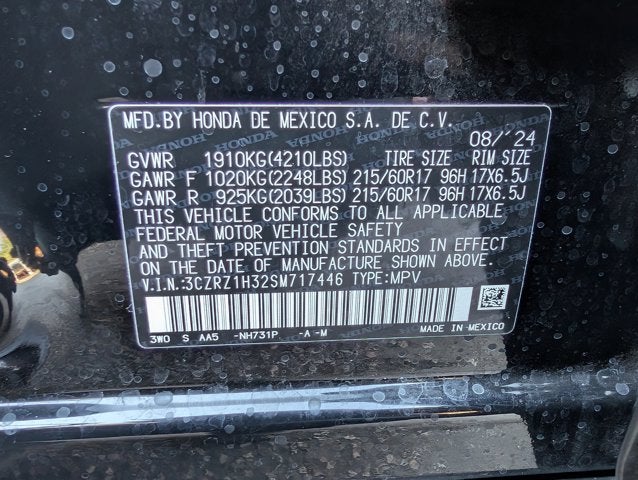 MFD.BY HONDA DE MEXICO S.A. DE C.V.
08/'24
GVWR 1910KG(4210LBS) TIRE SIZE RIM SIZE
GAWR F 1020KG(2248LBS) 215/60R17 96H 17X6.5J
GAWR R 925KG(2039LBS) 215/60R17 96H 17X6.5J
THIS VEHICLE CONFORMS TO ALL APPLICABLE
FEDERAL MOTOR VEHICLE SAFETY
AND THEFT PREVENTION STANDARDS IN EFFECT
ON THE DATE OF MANUFACTURE SHOWN ABOVE.
V.I.N.:3CZRZ1H32SM717446 TYPE:MPV
3W0 S AA5 -NH731P -A-M MADE IN MEXICO